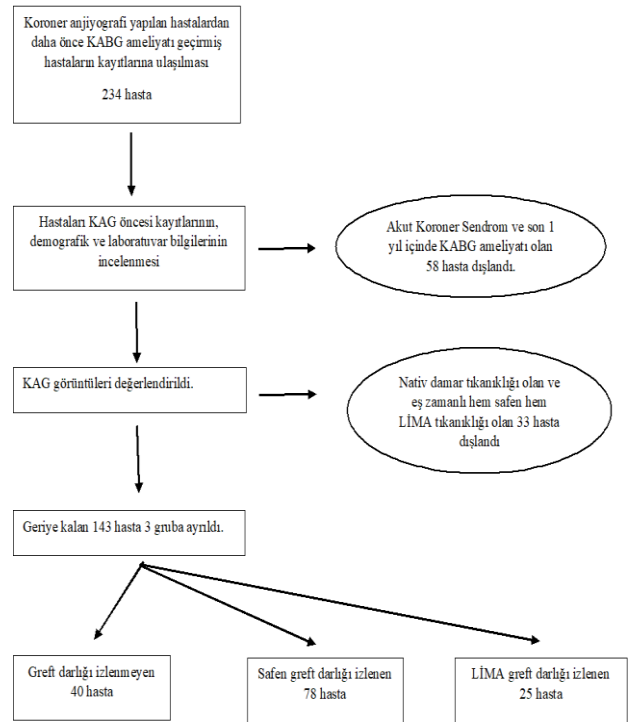 Koroner anjiyografi yapılan hastalardan
daha önce KABG ameliyatı geçirmiş
hastaların kayıtlarına ulaşılması
234 hasta
Hastaları KAG öncesi kayıtlarının,
demografik ve laboratuvar bilgilerinin
incelenmesi
Akut Koroner Sendrom ve son 1
yıl içinde KABG ameliyatı olan
58 hasta dışlandı.
KAG görüntüleri değerlendirildi.
Nativ damar tıkanıklığı olan ve
eş zamanlı hem safen hem
LİMA tıkanıklığı olan 33 hasta
dışlandı
Geriye kalan 143 hasta 3 gruba ayrıldı.
Greft darlığı izlenmeyen
40 hasta
Safen greft darlığı izlenen
78 hasta
LİMA greft darlığı izlenen
25 hasta